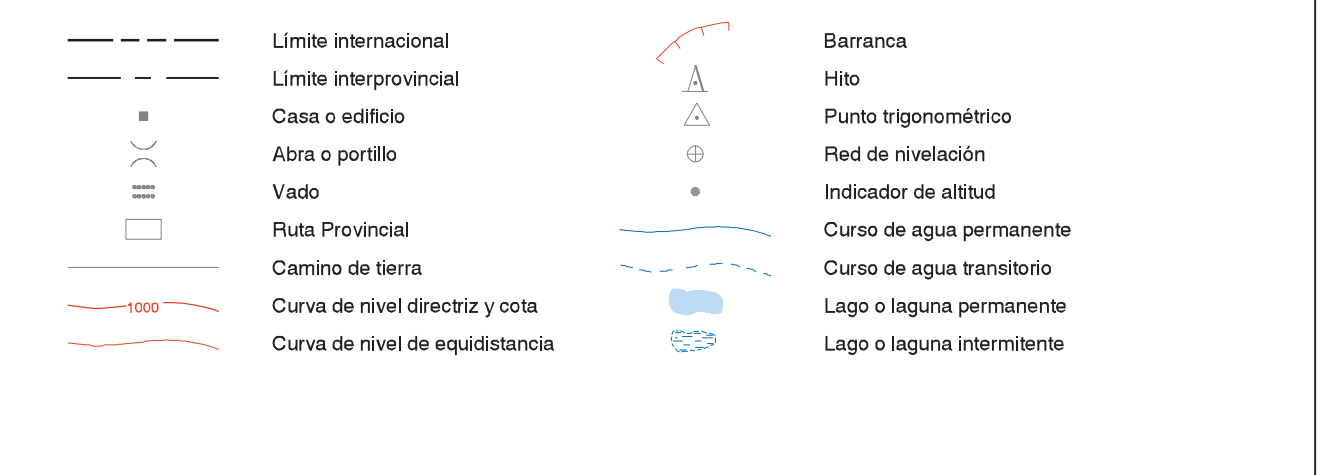 Límite internacional
Límite interprovincial
Casa o edificio
Abra o portillo
Vado
Ruta Provincial
Camino de tierra
1000 Curva de nivel directriz y cota
Curva de nivel de equidistancia
Barranca
Hito
Punto trigonométrico
Red de nivelación
Indicador de altitud
Curso de agua permanente
Curso de agua transitorio
Lago o laguna permanente
Lago o laguna intermitente